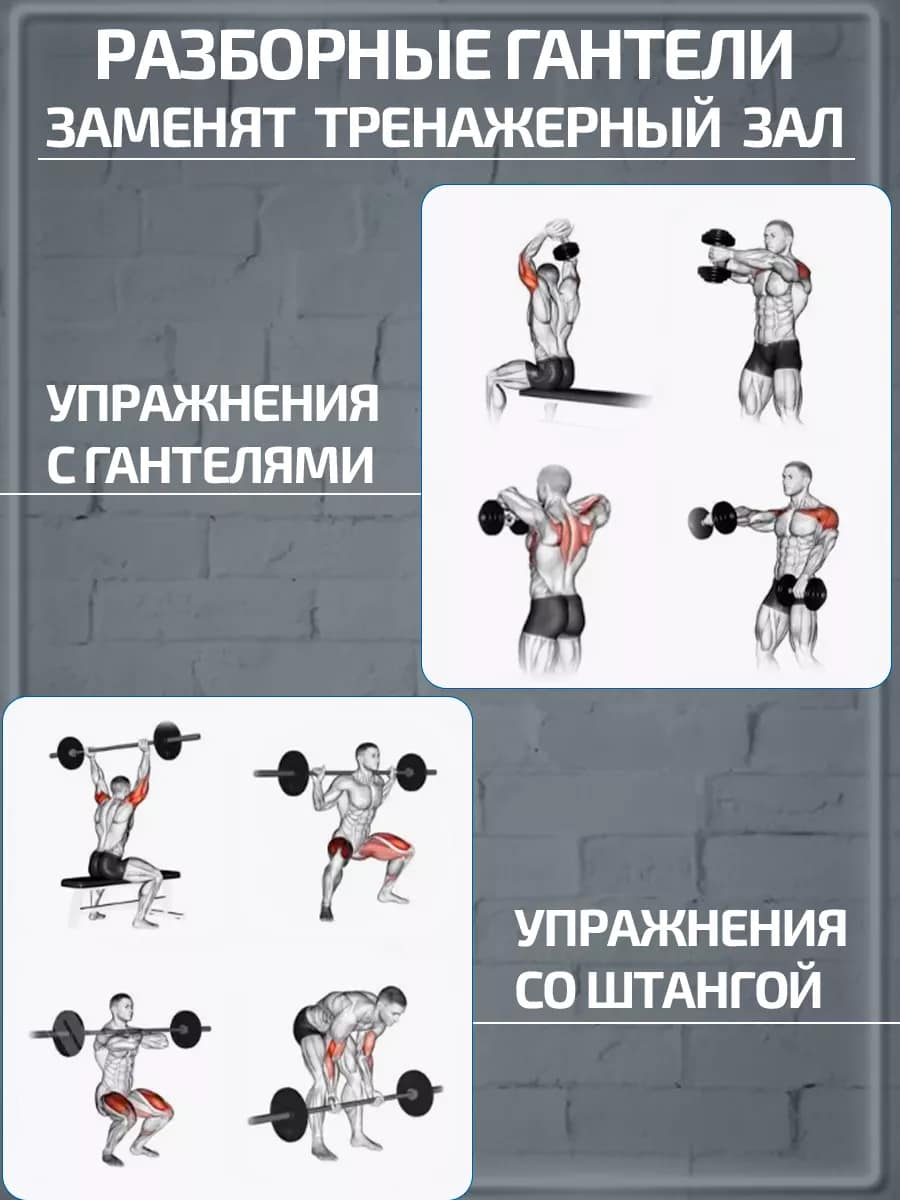 РАЗБОРНЫЕ ГАНТЕЛИ
ЗАМЕНЯТ ТРЕНАЖЕРНЫЙ ЗАЛ
УПРАЖНЕНИЯ
С ГАНТЕЛЯМИ
УПРАЖНЕНИЯ
СО ШТАНГОЙ